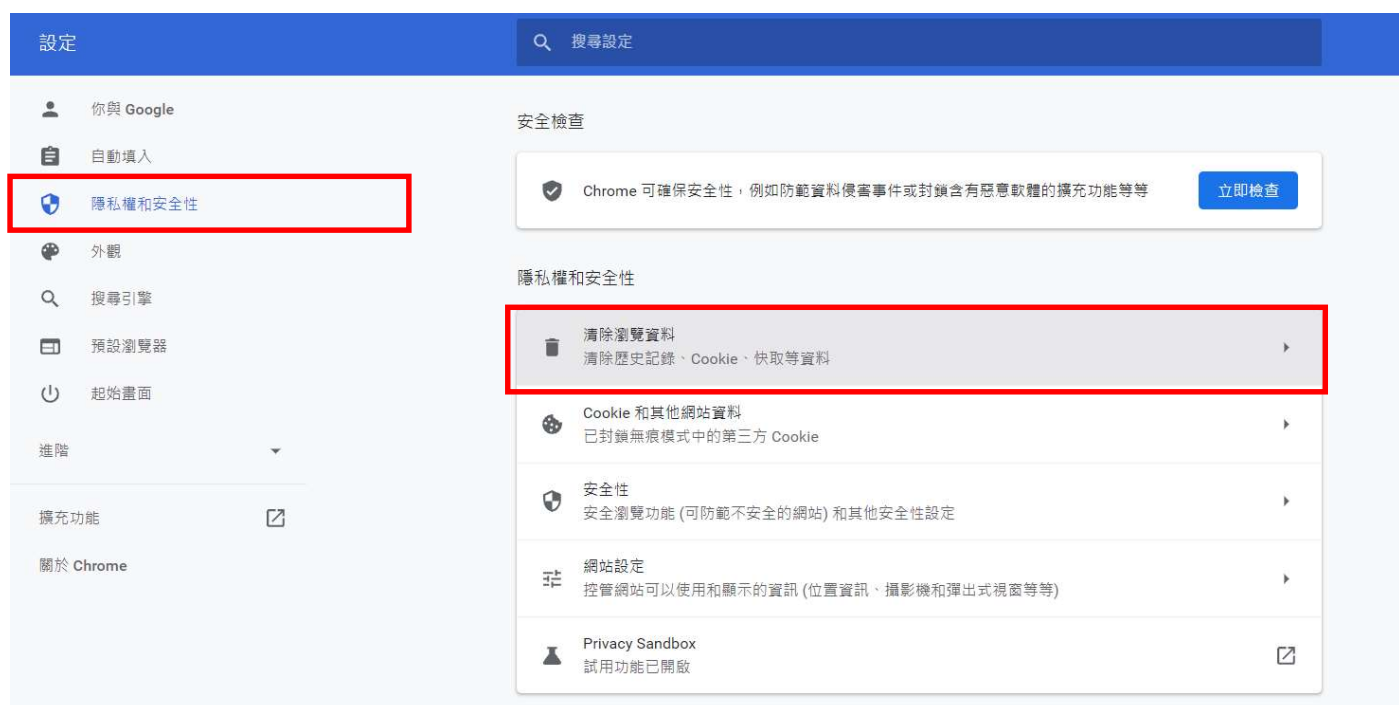 設定
搜尋設定
你與 Google
自動填入
隱私權和安全性
外觀
搜尋引擎
預設瀏覽器
起始畫面
進階
擴充功能
關於 Chrome
安全檢查
Chrome 可確保安全性，例如防範資料侵害事件或封鎖含有惡意軟體的擴充功能等等
立即檢查
隱私權和安全性
清除瀏覽資料
清除歷史記錄、Cookie、快取等資料
Cookie 和其他網站資料
已封鎖無痕模式中的第三方 Cookie
安全性
安全瀏覽功能 (可防範不安全的網站) 和其他安全性設定
網站設定
控管網站可以使用和顯示的資訊 (位置資訊、攝影機和彈出式視窗等等)
Privacy Sandbox
試用功能已開啟